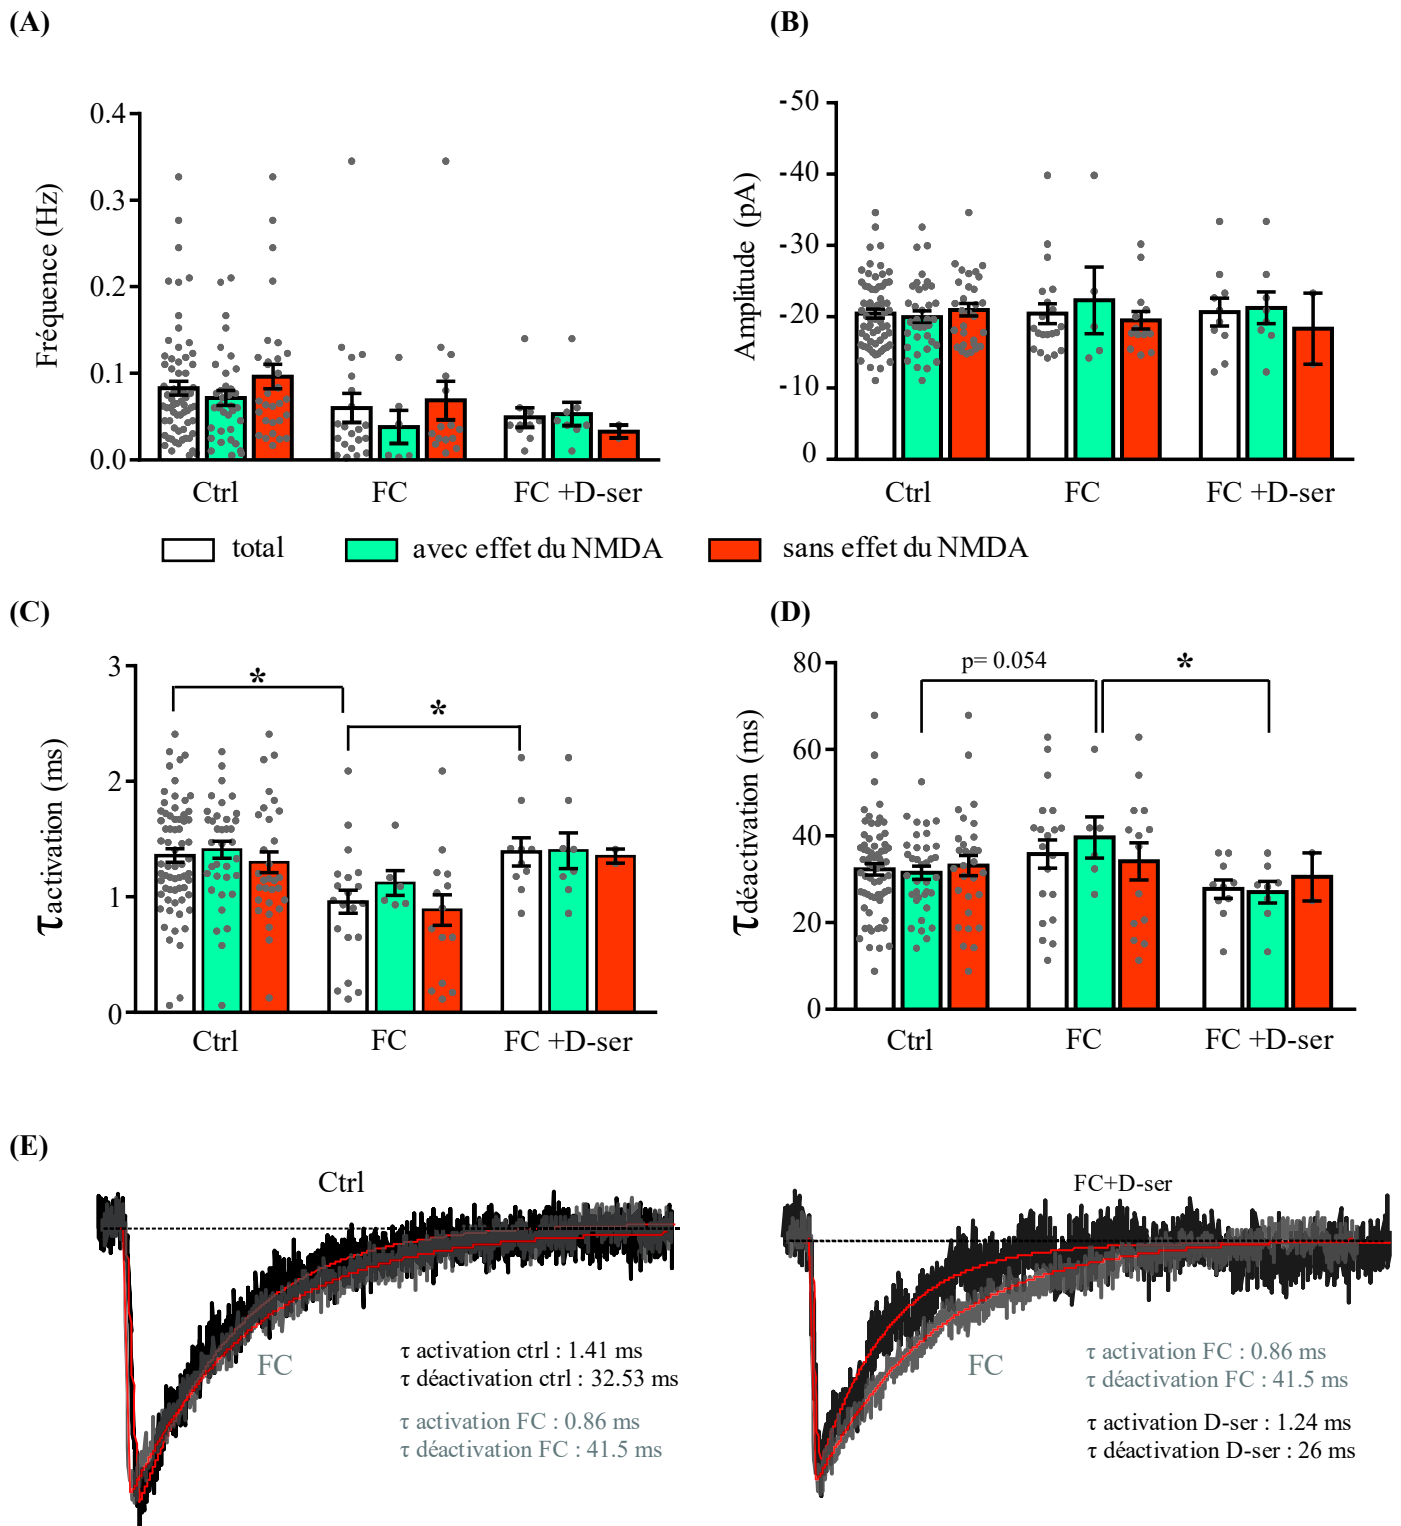 (A)
Fréquence (Hz)
0.4
0.3
0.2
0.1
0.0
Ctrl
FC
FC +D-ser
(B)
Amplitude (pA)
-50
-40
-30
-20
-10
0
Ctrl
FC
FC +D-ser
total
avec effet du NMDA
sans effet du NMDA
(C)
τactivation (ms)
3
2
1
0
*
*
Ctrl
FC
FC +D-ser
(D)
τdéactivation (ms)
80
60
40
20
0
p= 0.054
*
Ctrl
FC
FC +D-ser
(E)
Ctrl
FC
τ activation ctrl : 1.41 ms
τ déactivation ctrl : 32.53 ms
τ activation FC : 0.86 ms
τ déactivation FC : 41.5 ms
FC+D-ser
FC
τ activation FC : 0.86 ms
τ déactivation FC : 41.5 ms
τ activation D-ser : 1.24 ms
τ déactivation D-ser : 26 ms